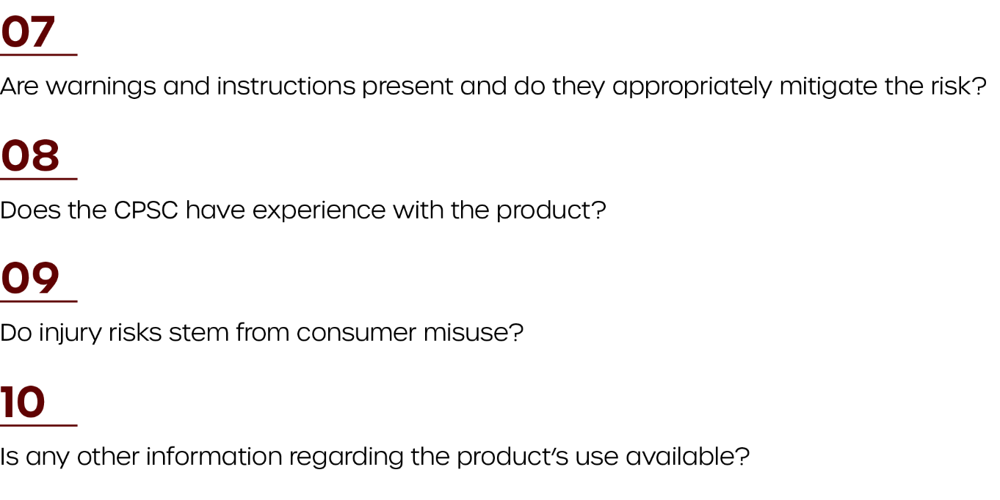 07
Are warnings and instructions present and do they appropriately mitigate the risk?
08
Does the CPSC have experience with the product?
09
Do injury risks stem from consumer misuse?
10
Is any other information regarding the product’s use available?